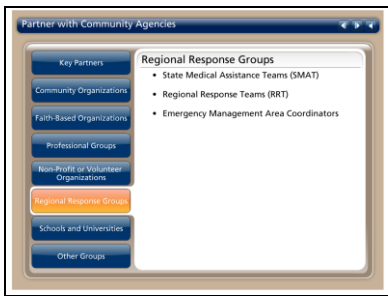 Partner with Community Agencies
Key Partners
Community Organizations
Faith-Based Organizations
Professional Groups
Non-Profit or Volunteer
Organizations
Regional Response Groups
Schools and Universities
Other Groups
Regional Response Groups
• State Medical Assistance Teams (SMAT)
• Regional Response Teams (RRT)
• Emergency Management Area Coordinators